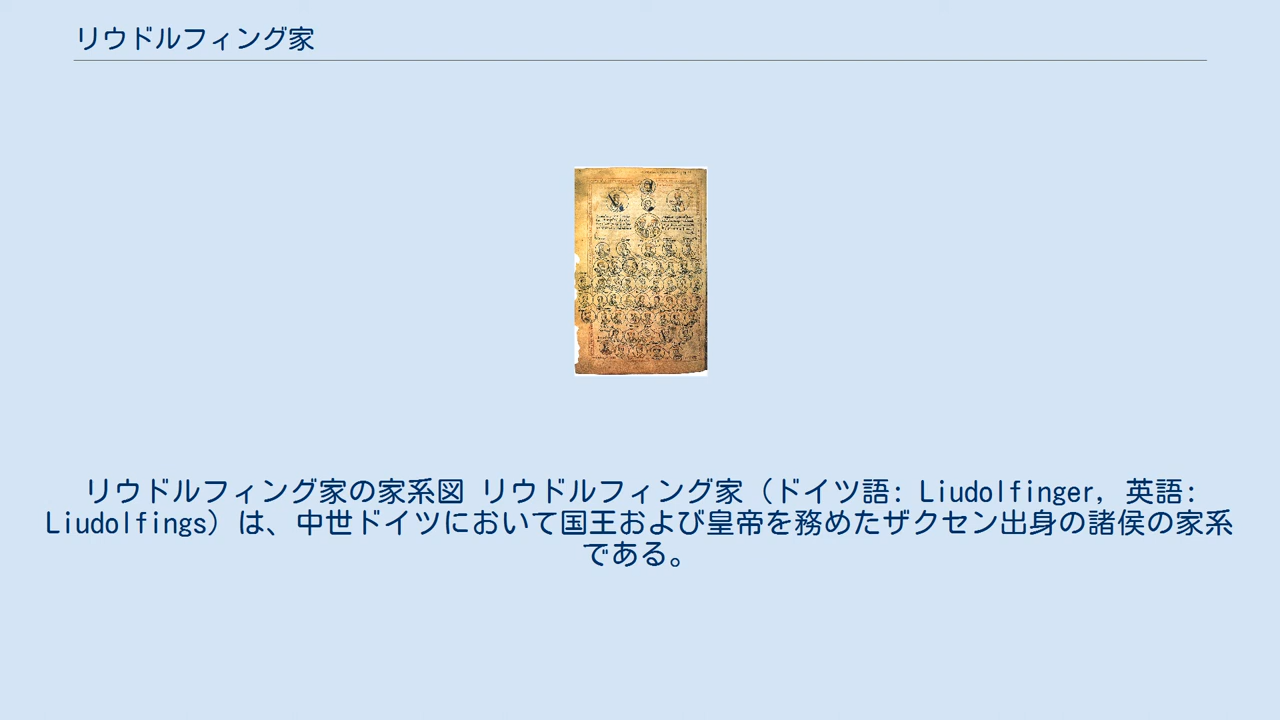 リウドルフィング家
リウドルフィング家の家系図 リウドルフィング家（ドイツ語: Liudolfinger, 英語:
Liudolfings）は、中世ドイツにおいて国王および皇帝を務めたザクセン出身の諸侯の家系
である。